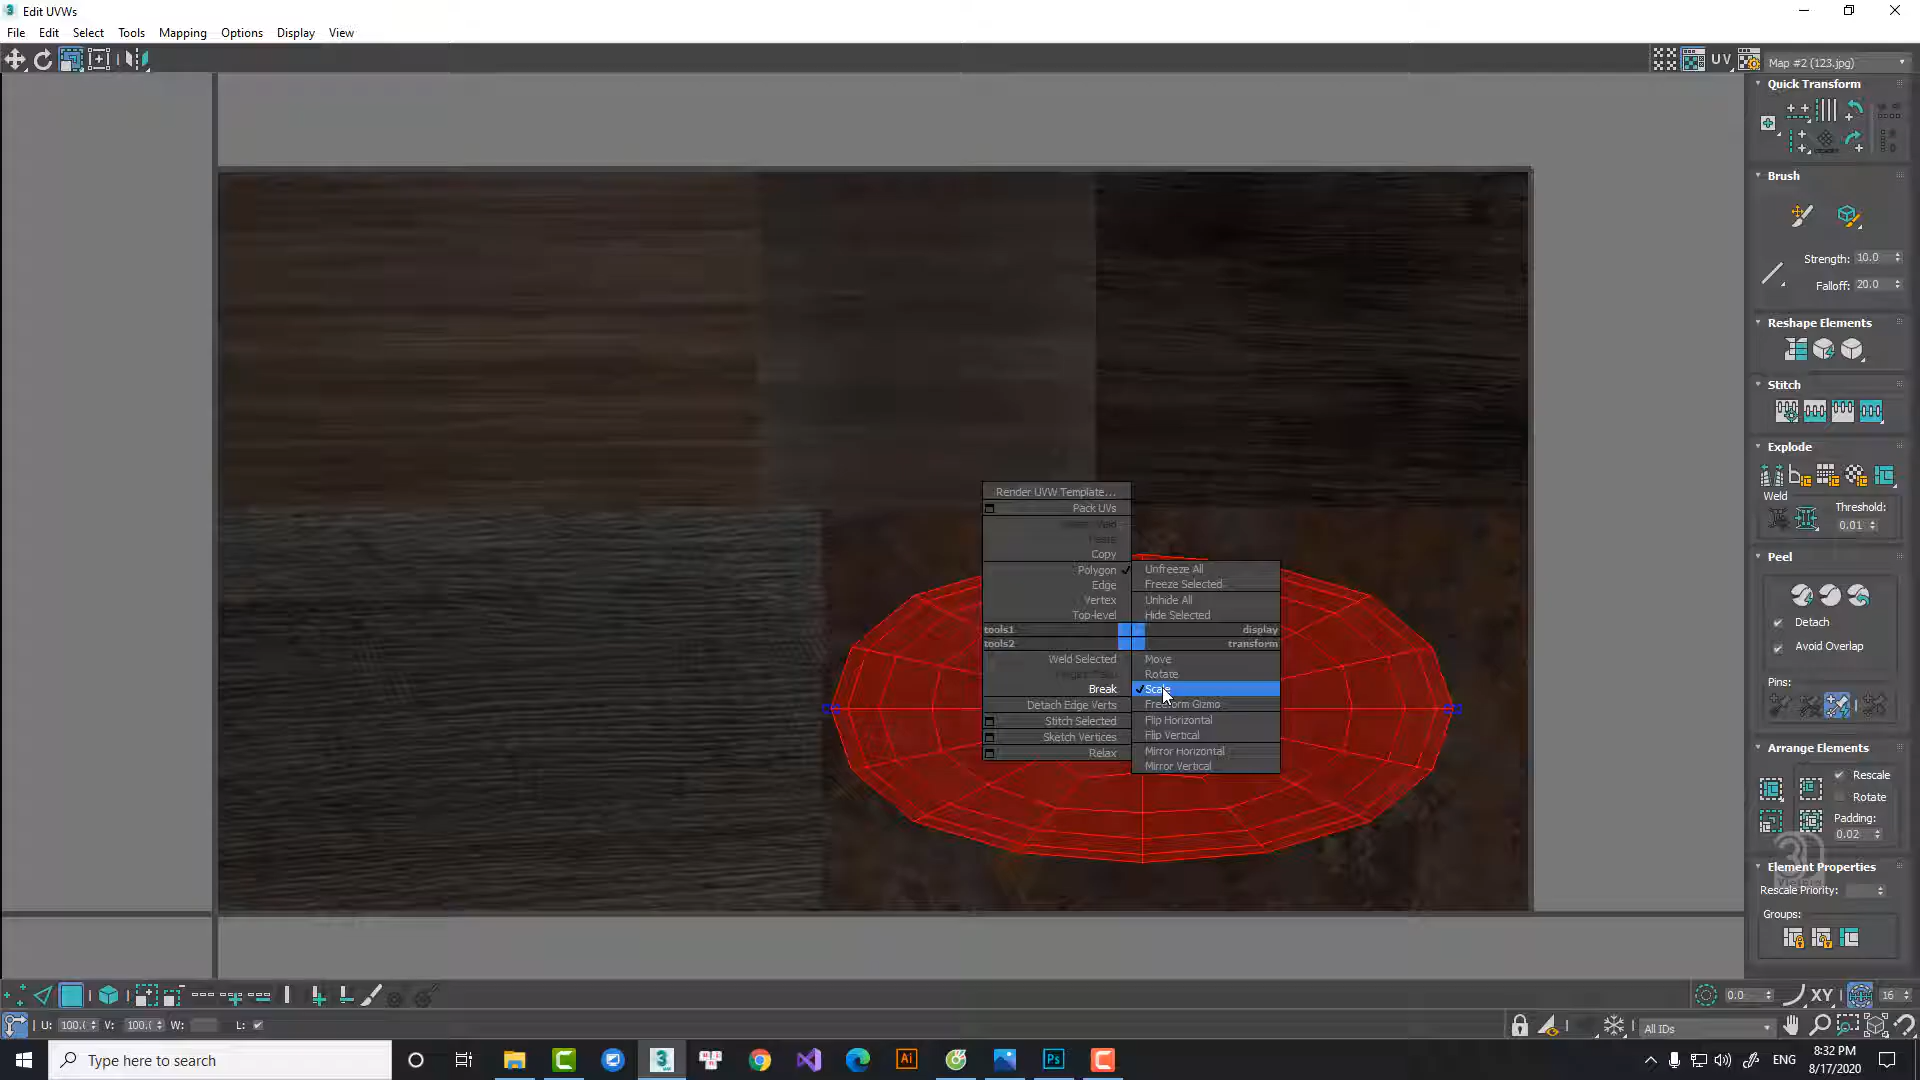 Edit UVWs
File Edit Select Tools Mapping Options Display View
UV Map #2 (123.jpg)
Quick Transform
Brush
Strength: 10.0
Falloff: 20.0
Reshape Elements
Stitch
Explode
Weld
Threshold:
0.01
Peel
Detach
Avoid Overlap
Pins:
Arrange Elements
Rescale
Rotate
Padding:
0.02
Element Properties
Rescale Priority:
Groups:
Render UVW Template...
Pack UVs
Copy
Polygon
Edge
Vertex
Top-level
tools1
tools2
Weld Selected
Break
Detach Edge Verts
Stitch Selected
Sketch Vertices
Relax
Unfreeze All
Freeze Selected
Unhide All
Hide Selected
display
transform
Move
Rotate
Scale
Freeform Gizmo
Flip Horizontal
Flip Vertical
Mirror Horizontal
Mirror Vertical
0.0 XY 16
U: 100.( V: 100.( W: L:
All IDs
Type here to search
Ai
Ps
ENG
8:32 PM
8/17/2020